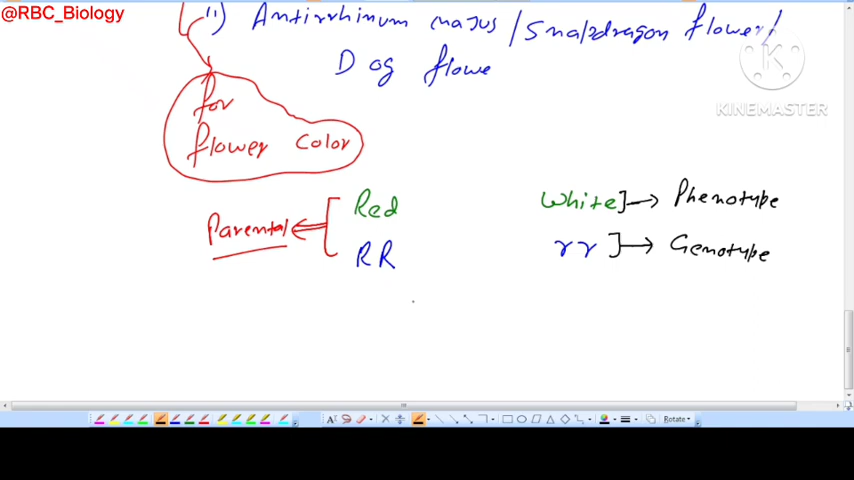 @RBC_Biology
ii) Antirrhinum majus / Snapdragon flower/
Dog flowe
KINEMASTER
for
flower color
Parental
Red
White → Phenotype
RR
rr → Genotype
Rotate